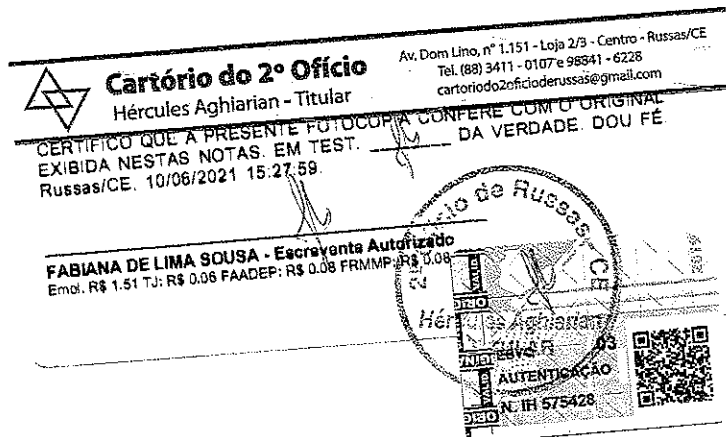 Cartório do 2º Ofício
Hércules Aghiarian - Titular
Av. Dom Lino, nº 1.151 - Loja 2/3 - Centro - Russas/CE
Tel. (88) 3411 - 0107 e 98841 - 6228
cartoriodo2oficioderussas@gmail.com
CERTIFICO QUE A PRESENTE FOTOCOPIA CONFERE COM O ORIGINAL
EXIBIDA NESTAS NOTAS. EM TEST. ______ DA VERDADE. DOU FÉ.
Russas/CE, 10/06/2021 15:27:59
FABIANA DE LIMA SOUSA - Escrevente Autorizado
Emol. R$ 1.51 TJ: R$ 0.06 FAADEP: R$ 0.08 FRMMP: R$ 0.08
de Russas - CE
Hércules Aghiarian
03
AUTENTICAÇÃO
N. IH 575428